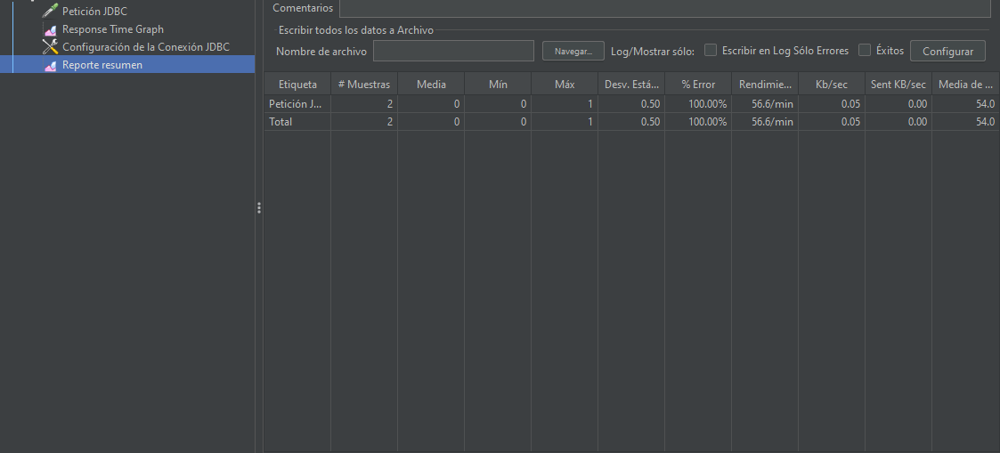 Petición JDBC
Response Time Graph
Configuración de la Conexión JDBC
Reporte resumen
Comentarios
Escribir todos los datos a Archivo
Nombre de archivo Navegar... Log/Mostrar sólo: Escribir en Log Sólo Errores Éxitos Configurar
Etiqueta # Muestras Media Mín Máx Desv. Está... % Error Rendimie... Kb/sec Sent KB/sec Media de ...
Petición J... 2 0 0 1 0.50 100.00% 56.6/min 0.05 0.00 54.0
Total 2 0 0 1 0.50 100.00% 56.6/min 0.05 0.00 54.0